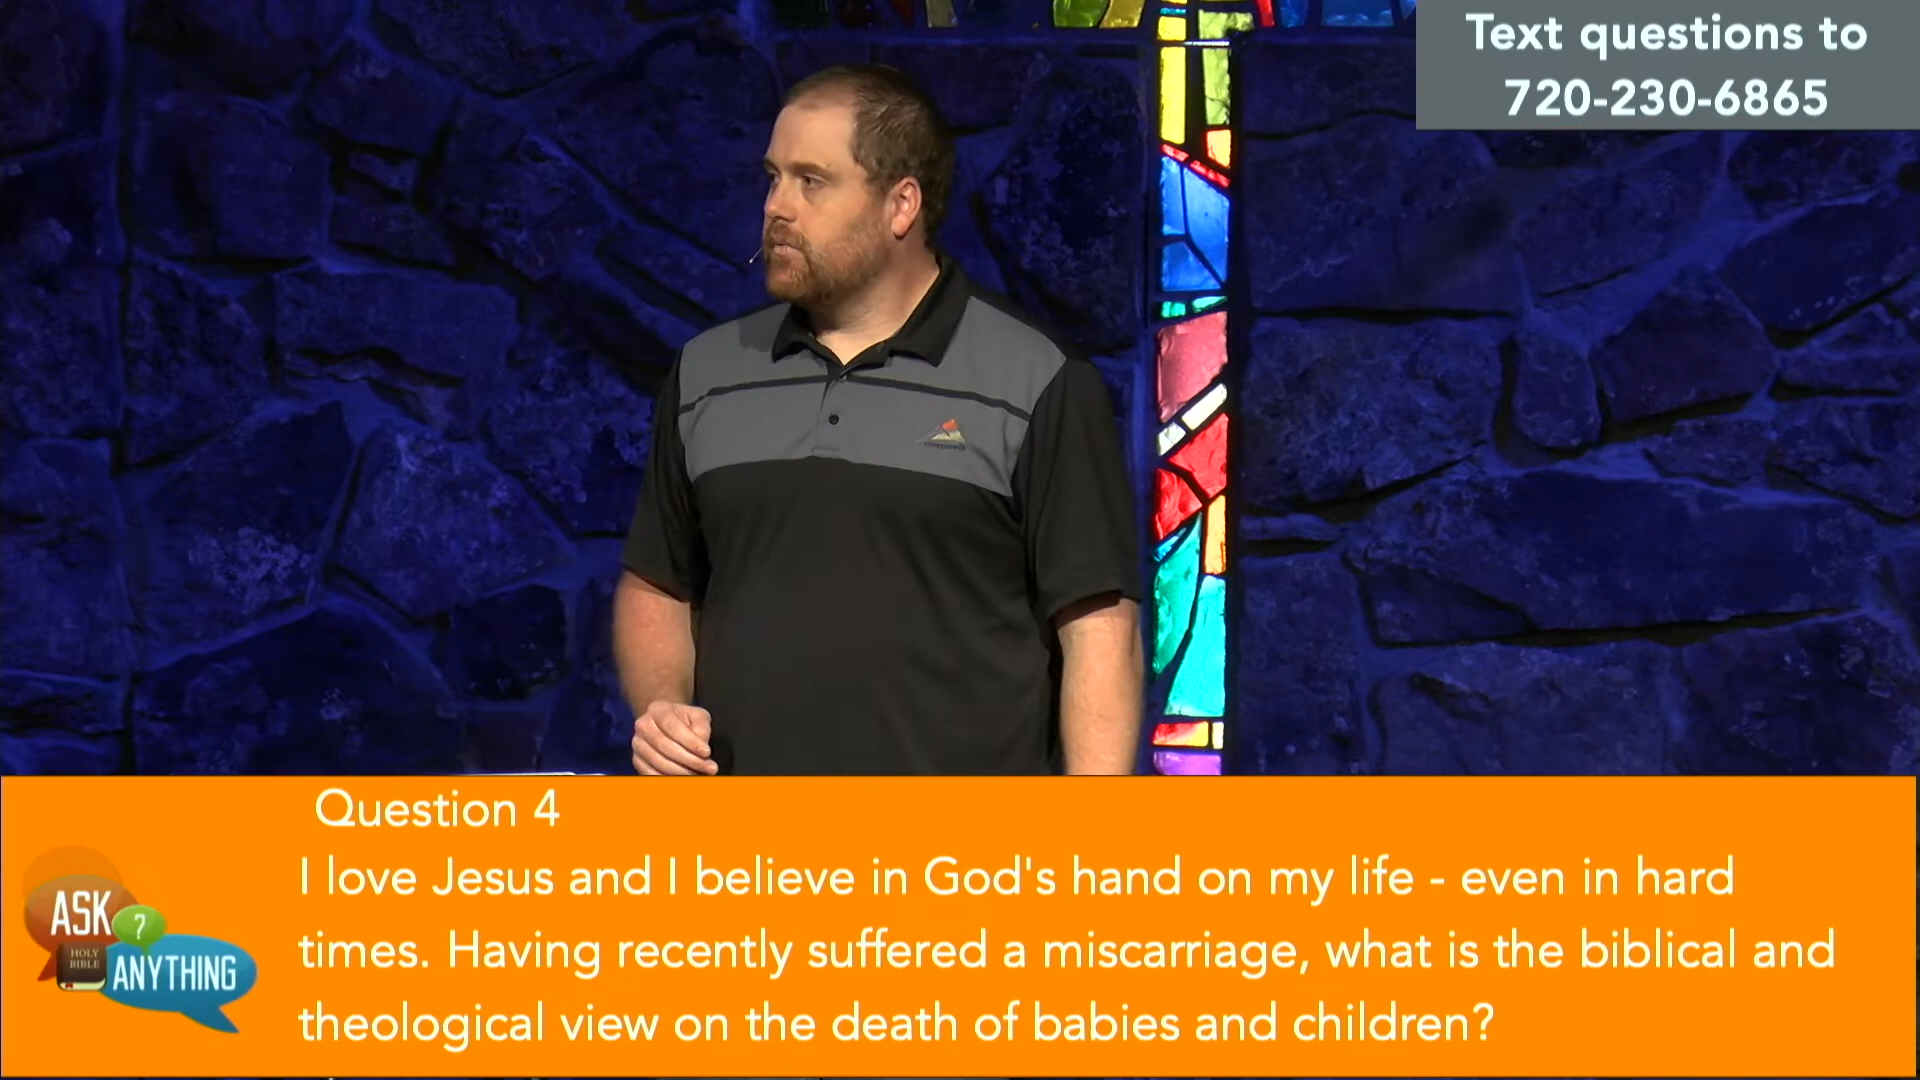 Text questions to
720-230-6865
Question 4
I love Jesus and I believe in God's hand on my life - even in hard
times. Having recently suffered a miscarriage, what is the biblical and
theological view on the death of babies and children?
ASK
?
HOLY
BIBLE
ANYTHING